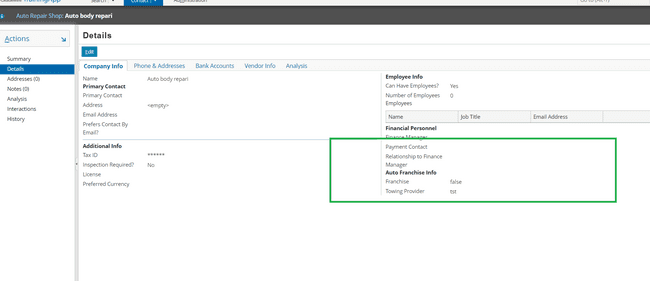 Search
Contact
Administration
Auto Repair Shop: Auto body repari
Actions
Summary
Details
Addresses (0)
Notes (0)
Analysis
Interactions
History
Details
Edit
Company Info
Phone & Addresses
Bank Accounts
Vendor Info
Analysis
Name Auto body repari
Primary Contact
Primary Contact
Address <empty>
Email Address
Prefers Contact By
Email?
Additional Info
Tax ID ******
Inspection Required? No
License
Preferred Currency
Employee Info
Can Have Employees? Yes
Number of Employees 0
Employees
Name Job Title Email Address
Financial Personnel
Finance Manager
Payment Contact
Relationship to Finance
Manager
Auto Franchise Info
Franchise false
Towing Provider tst